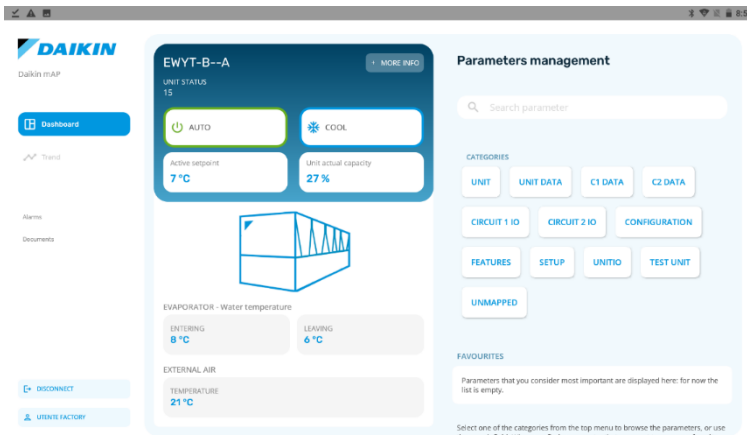 8:5
DAIKIN
Daikin mAP
Dashboard
Trend
Alarms
Documents
DISCONNECT
UTENTE FACTORY
EWYT-B--A
+ MORE INFO
UNIT STATUS
15
AUTO
COOL
Active setpoint
7 °C
Unit actual capacity
27 %
EVAPORATOR - Water temperature
ENTERING
8 °C
LEAVING
6 °C
EXTERNAL AIR
TEMPERATURE
21 °C
Parameters management
Search parameter
CATEGORIES
UNIT
UNIT DATA
C1 DATA
C2 DATA
CIRCUIT 1 IO
CIRCUIT 2 IO
CONFIGURATION
FEATURES
SETUP
UNITIO
TEST UNIT
UNMAPPED
FAVOURITES
Parameters that you consider most important are displayed here: for now the
list is empty.
Select one of the categories from the top menu to browse the parameters, or use